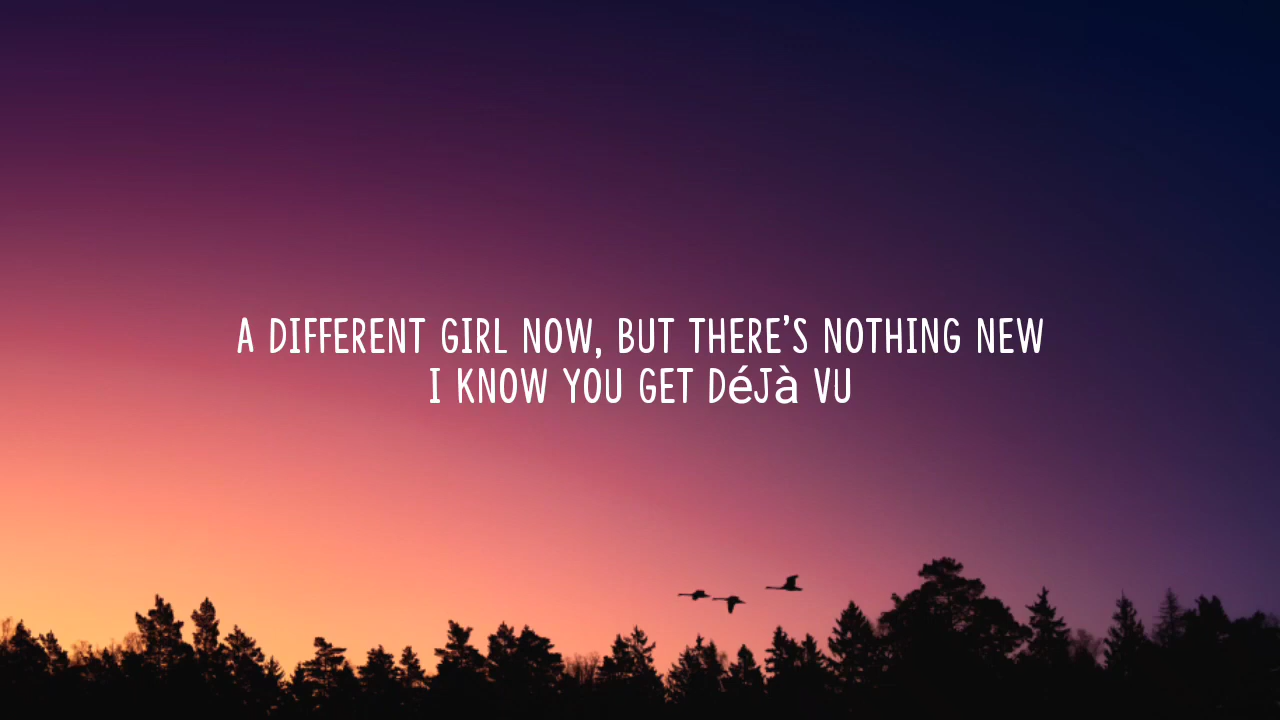 A DIFFERENT GIRL NOW, BUT THERE'S NOTHING NEW
I KNOW YOU GET DéJà VU